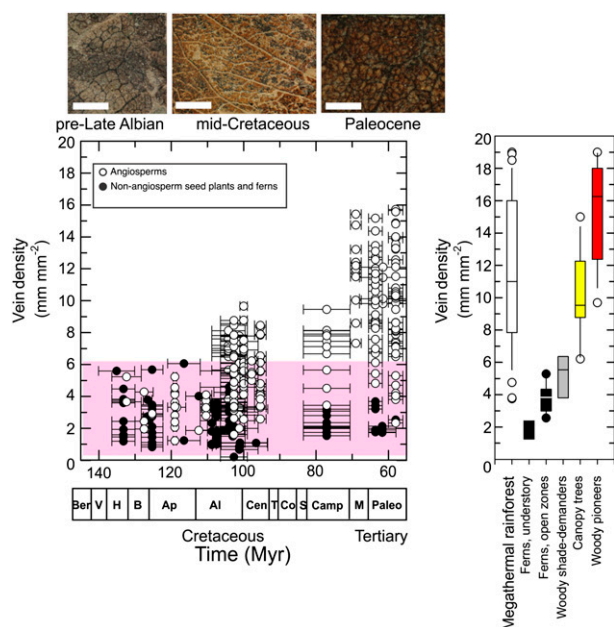 pre-Late Albian mid-Cretaceous Paleocene
20
18
16
14
12
10
8
6
4
2
0
Vein density
(mm mm-2)
Angiosperms
Non-angiosperm seed plants and ferns
140 120 100 80 60
Ber V H B Ap Al Cen T Co S Camp M Paleo
Cretaceous Tertiary
Time (Myr)
20
18
16
14
12
10
8
6
4
2
0
Vein density
(mm mm-2)
Megathermal rainforest
Ferns, understory
Ferns, open zones
Woody shade-demanders
Canopy trees
Woody pioneers